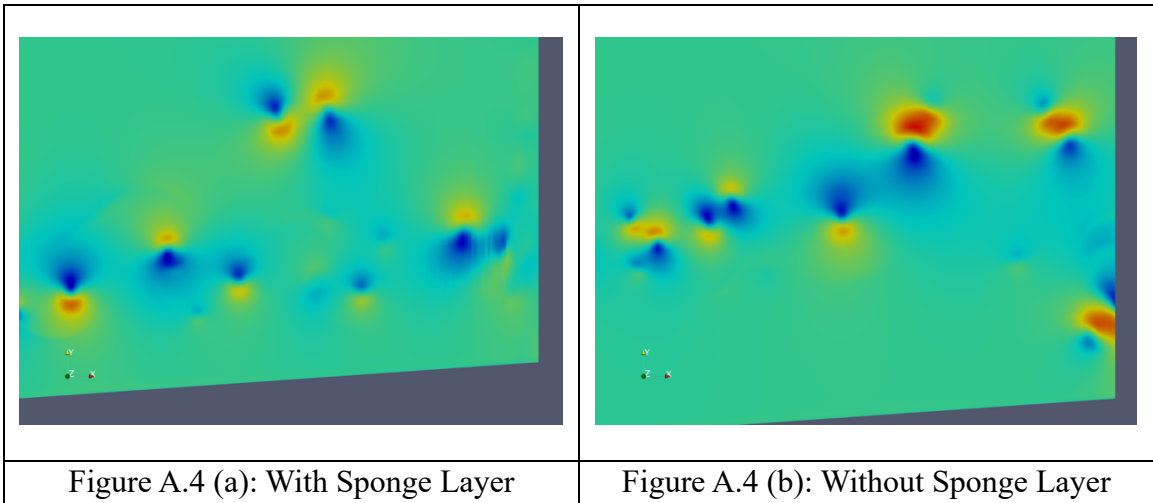 Y
Z X
Y
Z X
Figure A.4 (a): With Sponge Layer
Figure A.4 (b): Without Sponge Layer